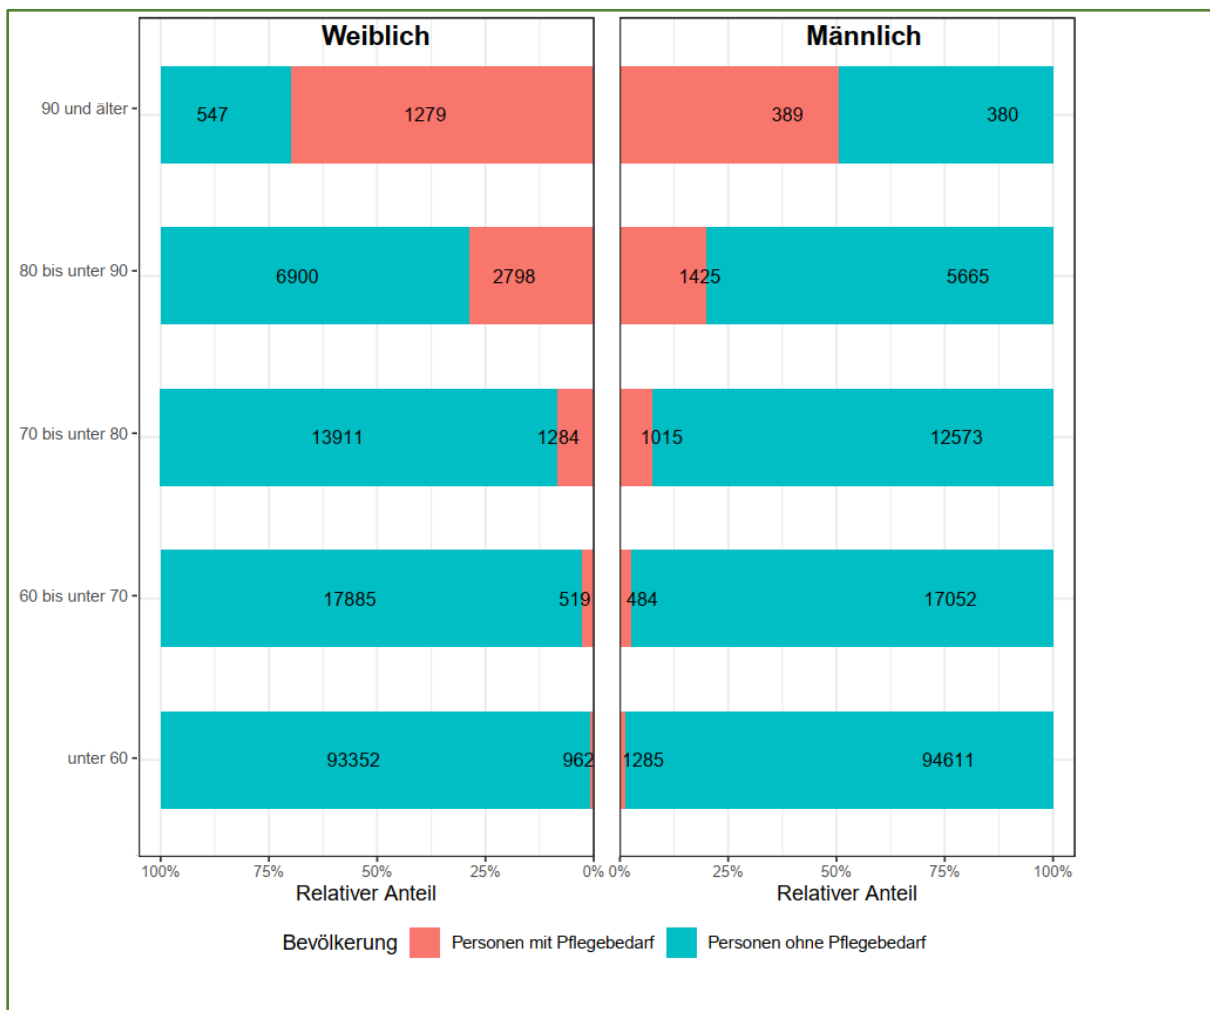 Weiblich Männlich
90 und älter 547 1279 389 380
80 bis unter 90 6900 2798 1425 5665
70 bis unter 80 13911 1284 1015 12573
60 bis unter 70 17885 519 484 17052
unter 60 93352 962 1285 94611
100% 75% 50% 25% 0% 0% 25% 50% 75% 100%
Relativer Anteil Relativer Anteil
Bevölkerung Personen mit Pflegebedarf Personen ohne Pflegebedarf